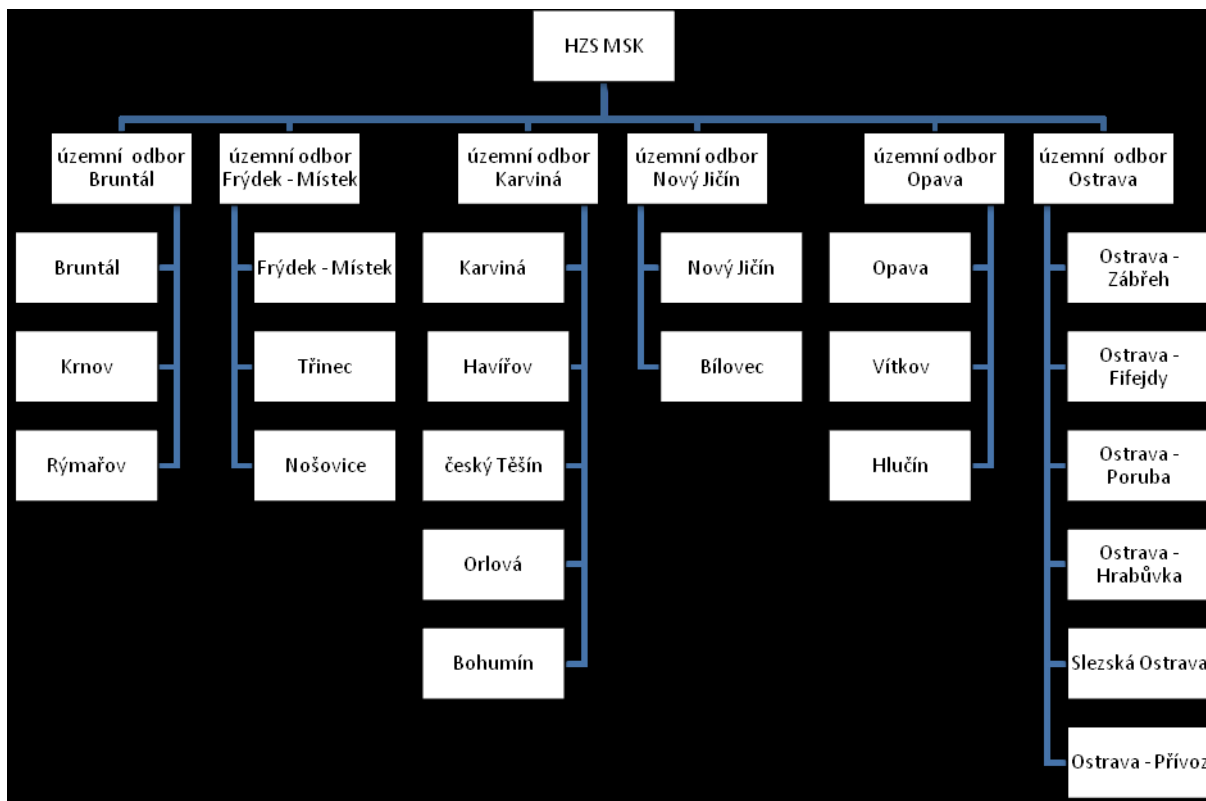 HZS MSK
územní odbor
Bruntál
územní odbor
Frýdek - Místek
územní odbor
Karviná
územní odbor
Nový Jičín
územní odbor
Opava
územní odbor
Ostrava
Bruntál
Krnov
Rýmařov
Frýdek - Místek
Třinec
Nošovice
Karviná
Havířov
český Těšín
Orlová
Bohumín
Nový Jičín
Bílovec
Opava
Vítkov
Hlučín
Ostrava -
Zábřeh
Ostrava -
Fifejdy
Ostrava -
Poruba
Ostrava -
Hrabůvka
Slezská Ostrava
Ostrava - Přívoz